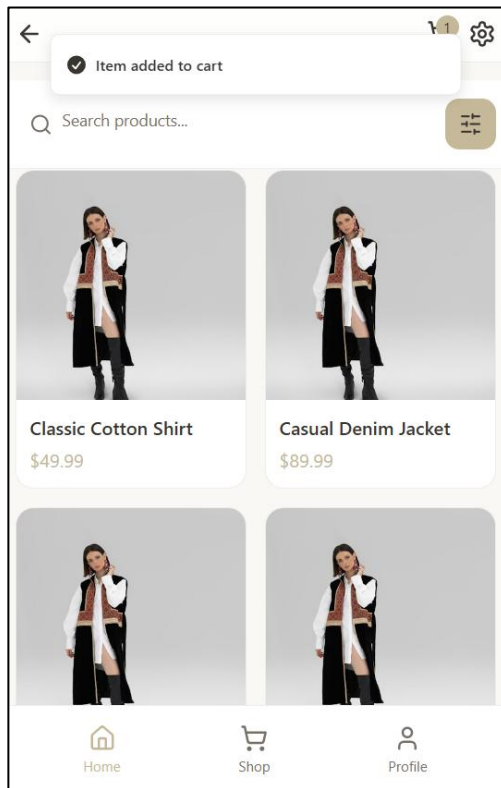 1
Item added to cart
Search products...
Classic Cotton Shirt
Casual Denim Jacket
$49.99
$89.99
Home
Shop
Profile